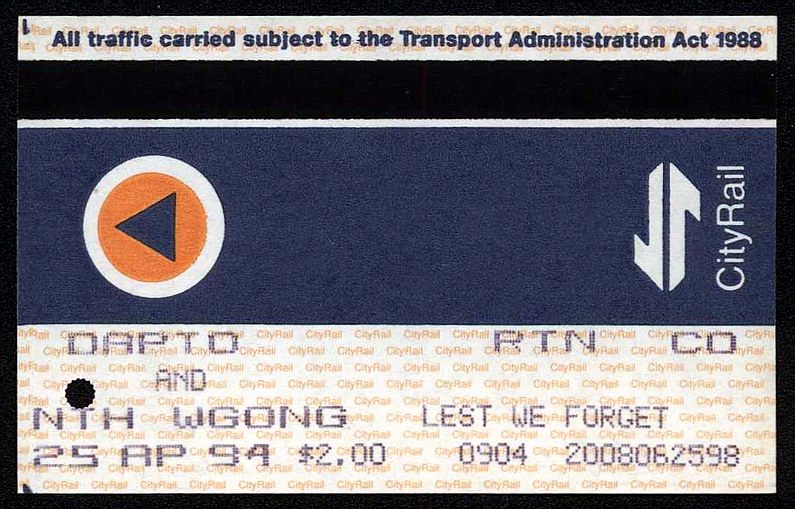 All traffic carried subject to the Transport Administration Act 1988
CityRail
DAPTO RTN CO
AND
NTH WGONG LEST WE FORGET
25 AP 94 $2.00 0904 2008062598